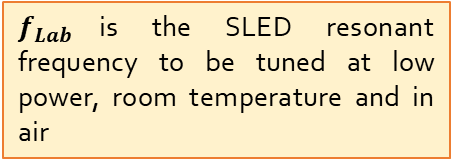 f_Lab is the SLED resonant
frequency to be tuned at low
power, room temperature and in
air